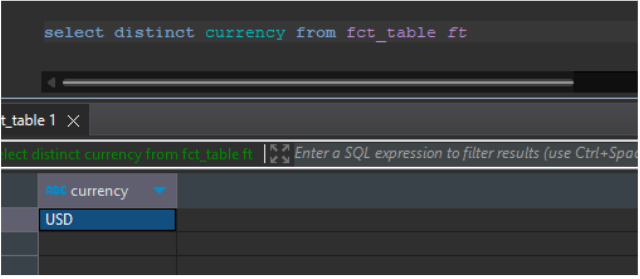 select distinct currency from fct_table ft
t_table 1
elect distinct currency from fct_table ft
Enter a SQL expression to filter results (use Ctrl+Spac
ABC currency
USD